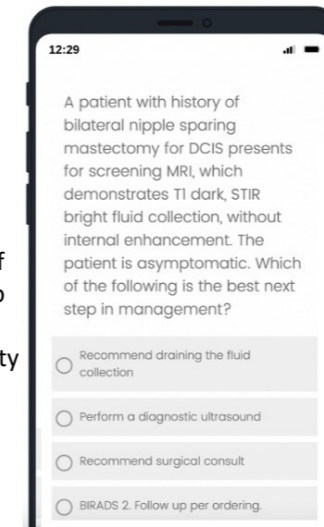 12:29
A patient with history of
bilateral nipple sparing
mastectomy for DCIS presents
for screening MRI, which
demonstrates T1 dark, STIR
bright fluid collection, without
internal enhancement. The
patient is asymptomatic. Which
of the following is the best next
step in management?
Recommend draining the fluid
collection
Perform a diagnostic ultrasound
Recommend surgical consult
BIRADS 2. Follow up per ordering.